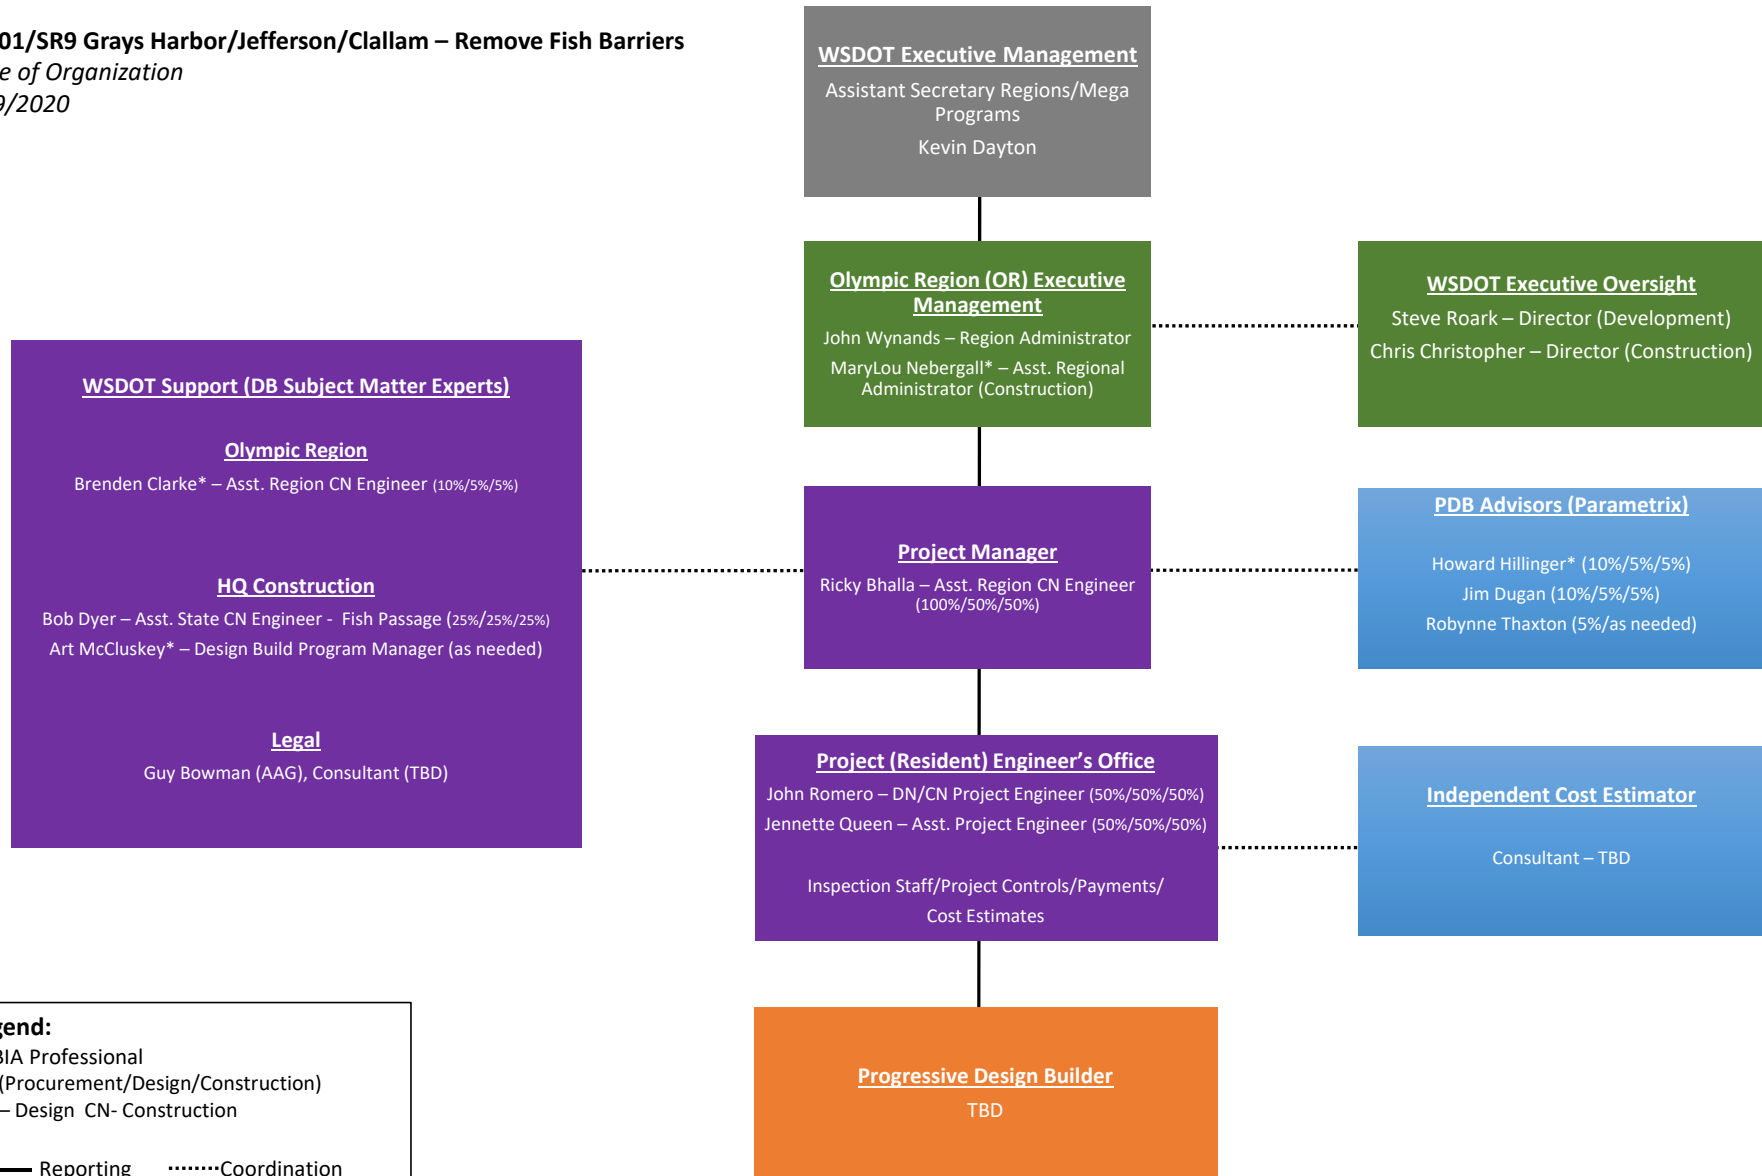 01/SR9 Grays Harbor/Jefferson/Clallam – Remove Fish Barriers
e of Organization
9/2020
WSDOT Executive Management
Assistant Secretary Regions/Mega
Programs
Kevin Dayton
Olympic Region (OR) Executive
Management
John Wynands – Region Administrator
MaryLou Nebergall* – Asst. Regional
Administrator (Construction)
WSDOT Executive Oversight
Steve Roark – Director (Development)
Chris Christopher – Director (Construction)
WSDOT Support (DB Subject Matter Experts)
Olympic Region
Brenden Clarke* – Asst. Region CN Engineer (10%/5%/5%)
HQ Construction
Bob Dyer – Asst. State CN Engineer - Fish Passage (25%/25%/25%)
Art McCluskey* – Design Build Program Manager (as needed)
Legal
Guy Bowman (AAG), Consultant (TBD)
Project Manager
Ricky Bhalla – Asst. Region CN Engineer
(100%/50%/50%)
PDB Advisors (Parametrix)
Howard Hillinger* (10%/5%/5%)
Jim Dugan (10%/5%/5%)
Robynne Thaxton (5%/as needed)
Project (Resident) Engineer’s Office
John Romero – DN/CN Project Engineer (50%/50%/50%)
Jennette Queen – Asst. Project Engineer (50%/50%/50%)
Inspection Staff/Project Controls/Payments/
Cost Estimates
Independent Cost Estimator
Consultant – TBD
Progressive Design Builder
TBD
gend:
BIA Professional
(Procurement/Design/Construction)
– Design CN- Construction
Reporting
Coordination